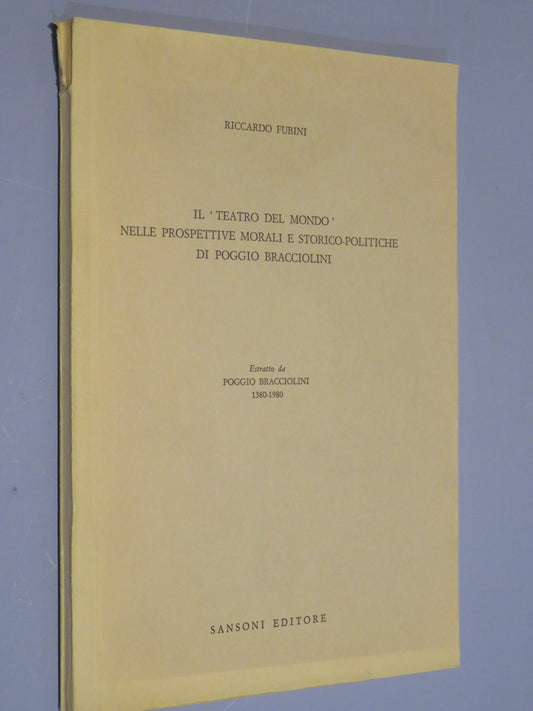 RICCARDO FUBINI
IL ' TEATRO DEL MONDO '
NELLE PROSPETTIVE MORALI E STORICO-POLITICHE
DI POGGIO BRACCIOLINI
Estratto da
POGGIO BRACCIOLINI
1380-1980
SANSONI EDITORE